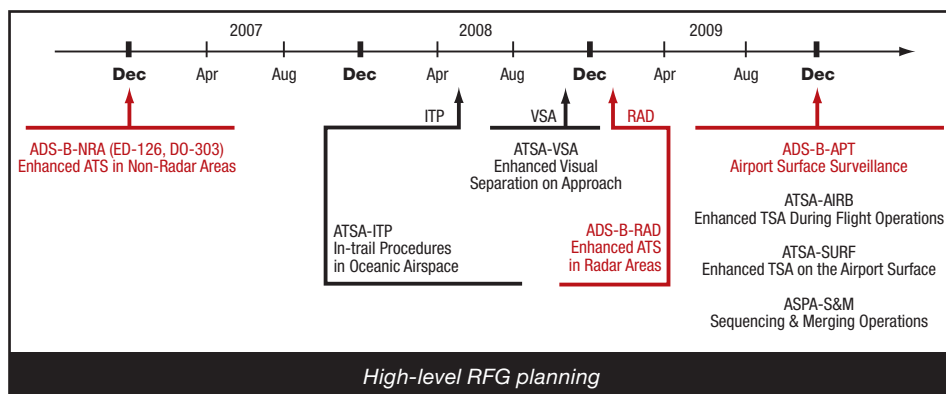 2007 2008 2009
Dec Apr Aug Dec Apr Aug Dec Apr Aug Dec
ITP VSA RAD
ADS-B-NRA (ED-126, DO-303)
Enhanced ATS in Non-Radar Areas
ATSA-VSA
Enhanced Visual
Separation on Approach
ADS-B-APT
Airport Surface Surveillance
ATSA-AIRB
Enhanced TSA During Flight Operations
ATSA-ITP
In-trail Procedures
in Oceanic Airspace
ADS-B-RAD
Enhanced ATS
in Radar Areas
ATSA-SURF
Enhanced TSA on the Airport Surface
ASPA-S&M
Sequencing & Merging Operations
High-level RFG planning